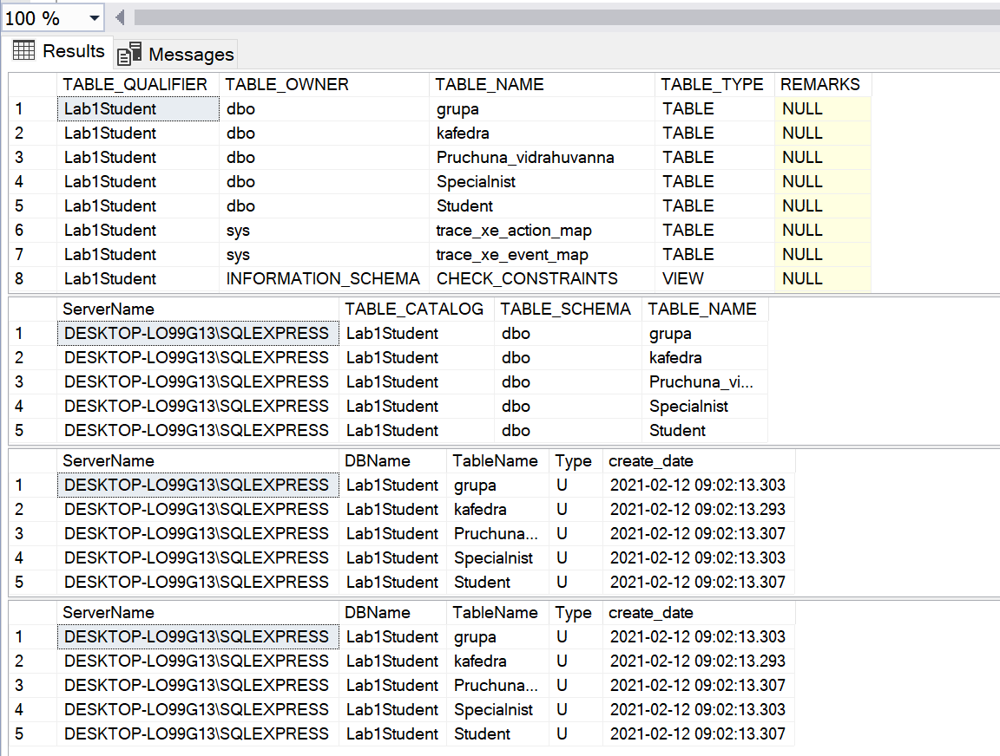 100 %
Results Messages
TABLE_QUALIFIER TABLE_OWNER TABLE_NAME TABLE_TYPE REMARKS
1 Lab1Student dbo grupa TABLE NULL
2 Lab1Student dbo kafedra TABLE NULL
3 Lab1Student dbo Pruchuna_vidrahuvanna TABLE NULL
4 Lab1Student dbo Specialnist TABLE NULL
5 Lab1Student dbo Student TABLE NULL
6 Lab1Student sys trace_xe_action_map TABLE NULL
7 Lab1Student sys trace_xe_event_map TABLE NULL
8 Lab1Student INFORMATION_SCHEMA CHECK_CONSTRAINTS VIEW NULL
ServerName TABLE_CATALOG TABLE_SCHEMA TABLE_NAME
1 DESKTOP-LO99G13\SQLEXPRESS Lab1Student dbo grupa
2 DESKTOP-LO99G13\SQLEXPRESS Lab1Student dbo kafedra
3 DESKTOP-LO99G13\SQLEXPRESS Lab1Student dbo Pruchuna_vi...
4 DESKTOP-LO99G13\SQLEXPRESS Lab1Student dbo Specialnist
5 DESKTOP-LO99G13\SQLEXPRESS Lab1Student dbo Student
ServerName DBName TableName Type create_date
1 DESKTOP-LO99G13\SQLEXPRESS Lab1Student grupa U 2021-02-12 09:02:13.303
2 DESKTOP-LO99G13\SQLEXPRESS Lab1Student kafedra U 2021-02-12 09:02:13.293
3 DESKTOP-LO99G13\SQLEXPRESS Lab1Student Pruchuna... U 2021-02-12 09:02:13.307
4 DESKTOP-LO99G13\SQLEXPRESS Lab1Student Specialnist U 2021-02-12 09:02:13.303
5 DESKTOP-LO99G13\SQLEXPRESS Lab1Student Student U 2021-02-12 09:02:13.307
ServerName DBName TableName Type create_date
1 DESKTOP-LO99G13\SQLEXPRESS Lab1Student grupa U 2021-02-12 09:02:13.303
2 DESKTOP-LO99G13\SQLEXPRESS Lab1Student kafedra U 2021-02-12 09:02:13.293
3 DESKTOP-LO99G13\SQLEXPRESS Lab1Student Pruchuna... U 2021-02-12 09:02:13.307
4 DESKTOP-LO99G13\SQLEXPRESS Lab1Student Specialnist U 2021-02-12 09:02:13.303
5 DESKTOP-LO99G13\SQLEXPRESS Lab1Student Student U 2021-02-12 09:02:13.307